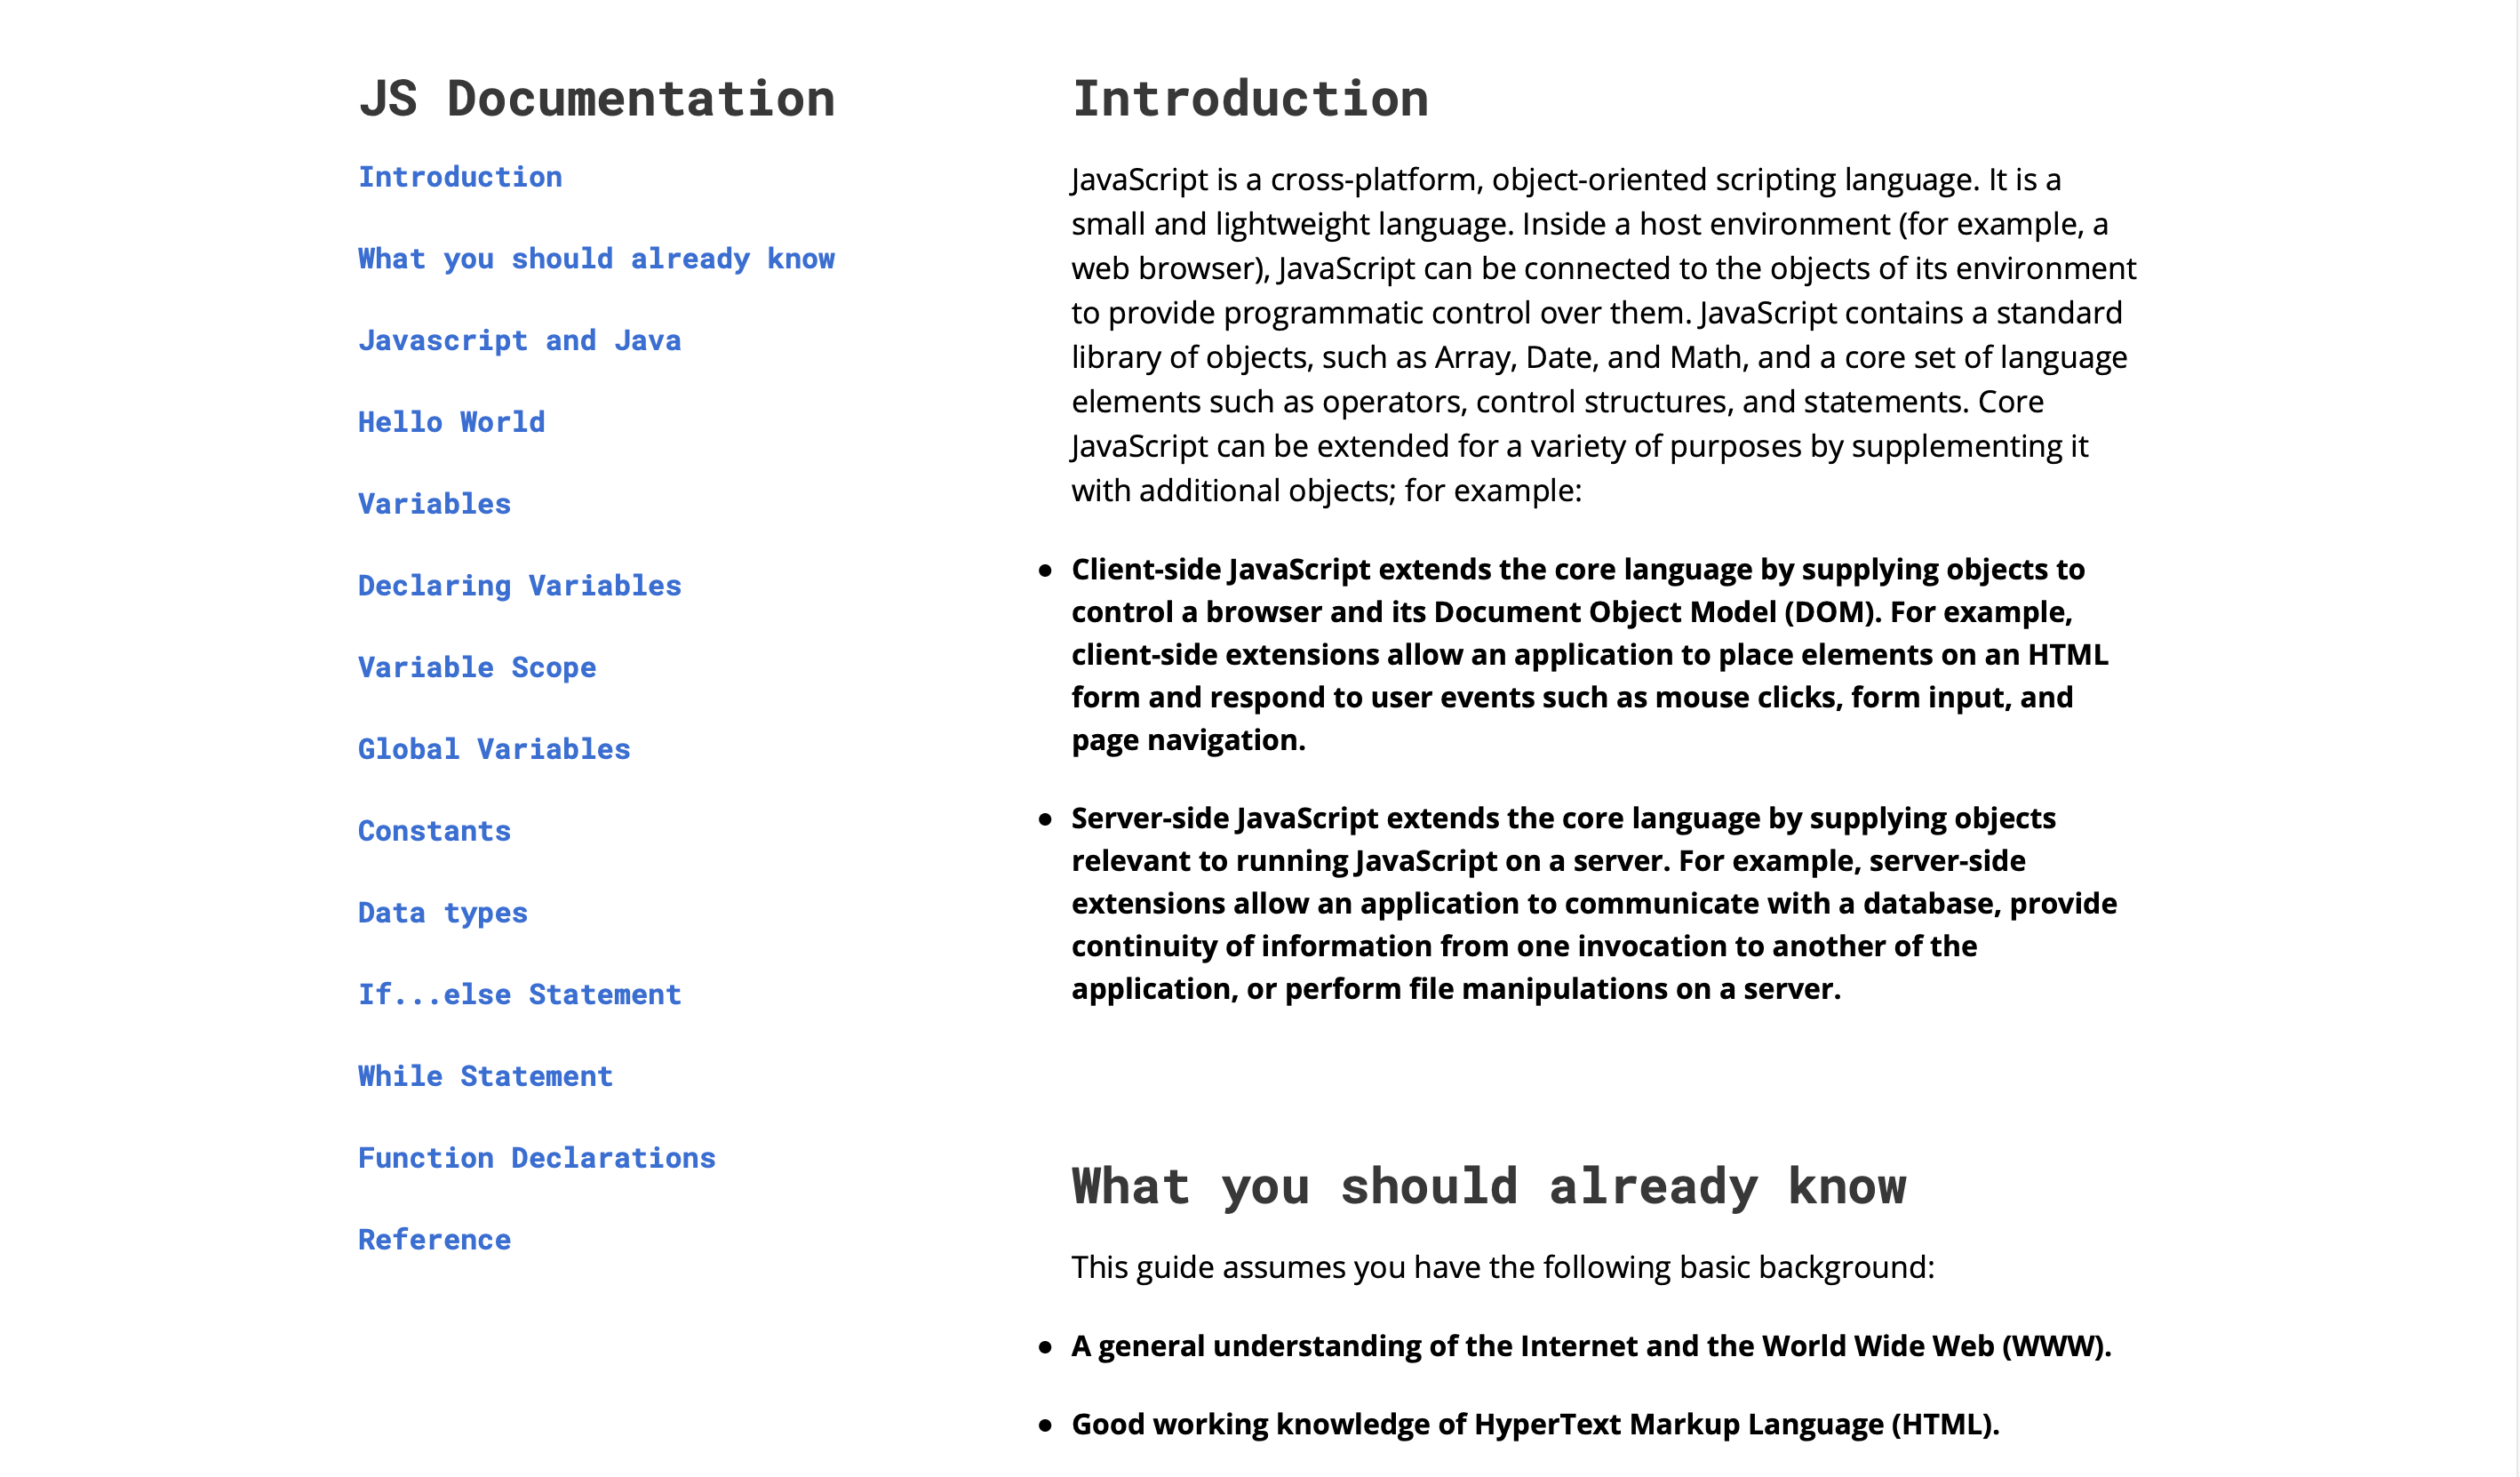 JS Documentation
Introduction
What you should already know
Javascript and Java
Hello World
Variables
Declaring Variables
Variable Scope
Global Variables
Constants
Data types
If...else Statement
While Statement
Function Declarations
Reference
Introduction
JavaScript is a cross-platform, object-oriented scripting language. It is a
small and lightweight language. Inside a host environment (for example, a
web browser), JavaScript can be connected to the objects of its environment
to provide programmatic control over them. JavaScript contains a standard
library of objects, such as Array, Date, and Math, and a core set of language
elements such as operators, control structures, and statements. Core
JavaScript can be extended for a variety of purposes by supplementing it
with additional objects; for example:
● Client-side JavaScript extends the core language by supplying objects to
control a browser and its Document Object Model (DOM). For example,
client-side extensions allow an application to place elements on an HTML
form and respond to user events such as mouse clicks, form input, and
page navigation.
● Server-side JavaScript extends the core language by supplying objects
relevant to running JavaScript on a server. For example, server-side
extensions allow an application to communicate with a database, provide
continuity of information from one invocation to another of the
application, or perform file manipulations on a server.
What you should already know
This guide assumes you have the following basic background:
● A general understanding of the Internet and the World Wide Web (WWW).
● Good working knowledge of HyperText Markup Language (HTML).